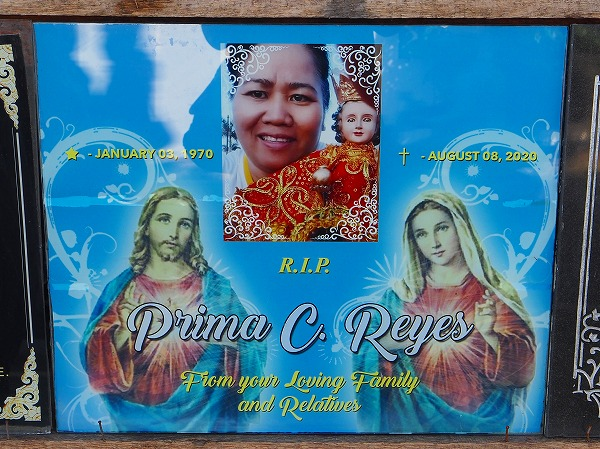 - JANUARY 03, 1970
- AUGUST 08, 2020
R.I.P.
Prima C. Reyes
From your Loving Family
and Relatives
E.